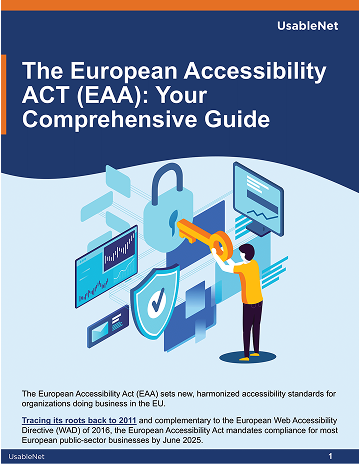 UsableNet
The European Accessibility
ACT (EAA): Your
Comprehensive Guide
The European Accessibility Act (EAA) sets new, harmonized accessibility standards for
organizations doing business in the EU.
Tracing its roots back to 2011 and complementary to the European Web Accessibility
Directive (WAD) of 2016, the European Accessibility Act mandates compliance for most
European public-sector businesses by June 2025.
UsableNet
1